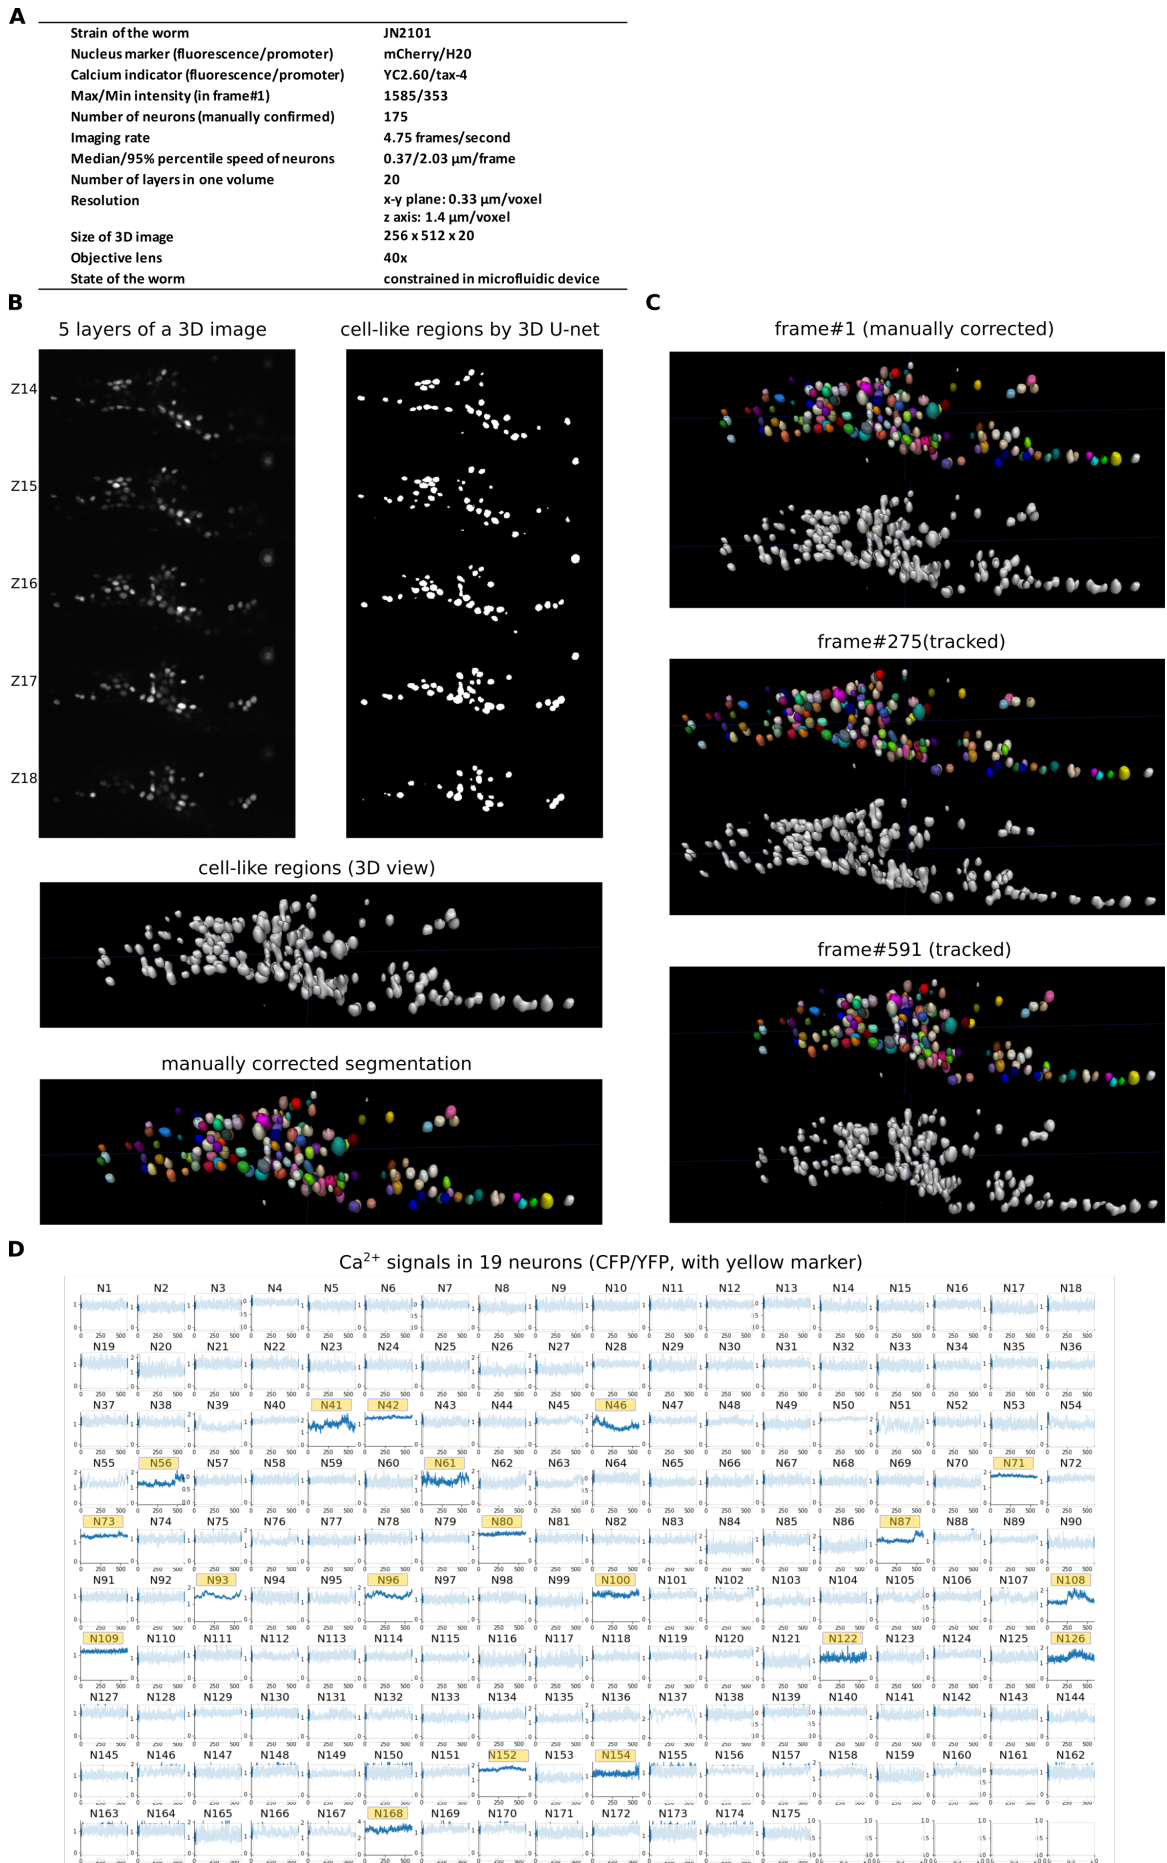 A
Strain of the worm JN2101
Nucleus marker (fluorescence/promoter) mCherry/H20
Calcium indicator (fluorescence/promoter) YC2.60/tax-4
Max/Min intensity (in frame#1) 1585/353
Number of neurons (manually confirmed) 175
Imaging rate 4.75 frames/second
Median/95% percentile speed of neurons 0.37/2.03 µm/frame
Number of layers in one volume 20
Resolution x-y plane: 0.33 µm/voxel
z axis: 1.4 µm/voxel
Size of 3D image 256 x 512 x 20
Objective lens 40x
State of the worm constrained in microfluidic device
B
5 layers of a 3D image
cell-like regions by 3D U-net
Z14
Z15
Z16
Z17
Z18
cell-like regions (3D view)
manually corrected segmentation
C
frame#1 (manually corrected)
frame#275(tracked)
frame#591 (tracked)
D
Ca²⁺ signals in 19 neurons (CFP/YFP, with yellow marker)
N1 N2 N3 N4 N5 N6 N7 N8 N9 N10 N11 N12 N13 N14 N15 N16 N17 N18
N19 N20 N21 N22 N23 N24 N25 N26 N27 N28 N29 N30 N31 N32 N33 N34 N35 N36
N37 N38 N39 N40 N41 N42 N43 N44 N45 N46 N47 N48 N49 N50 N51 N52 N53 N54
N55 N56 N57 N58 N59 N60 N61 N62 N63 N64 N65 N66 N67 N68 N69 N70 N71 N72
N73 N74 N75 N76 N77 N78 N79 N80 N81 N82 N83 N84 N85 N86 N87 N88 N89 N90
N91 N92 N93 N94 N95 N96 N97 N98 N99 N100 N101 N102 N103 N104 N105 N106 N107 N108
N109 N110 N111 N112 N113 N114 N115 N116 N117 N118 N119 N120 N121 N122 N123 N124 N125 N126
N127 N128 N129 N130 N131 N132 N133 N134 N135 N136 N137 N138 N139 N140 N141 N142 N143 N144
N145 N146 N147 N148 N149 N150 N151 N152 N153 N154 N155 N156 N157 N158 N159 N160 N161 N162
N163 N164 N165 N166 N167 N168 N169 N170 N171 N172 N173 N174 N175